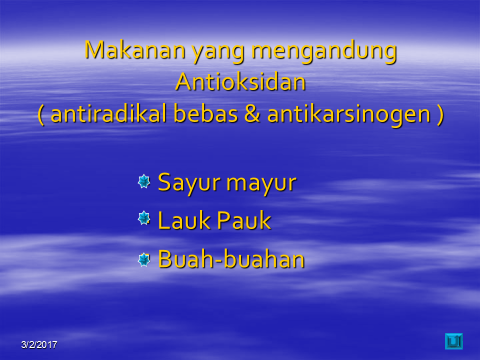 Makanan yang mengandung
Antioksidan
( antiradikal bebas & antikarsinogen )
Sayur mayur
Lauk Pauk
Buah-buahan
3/2/2017